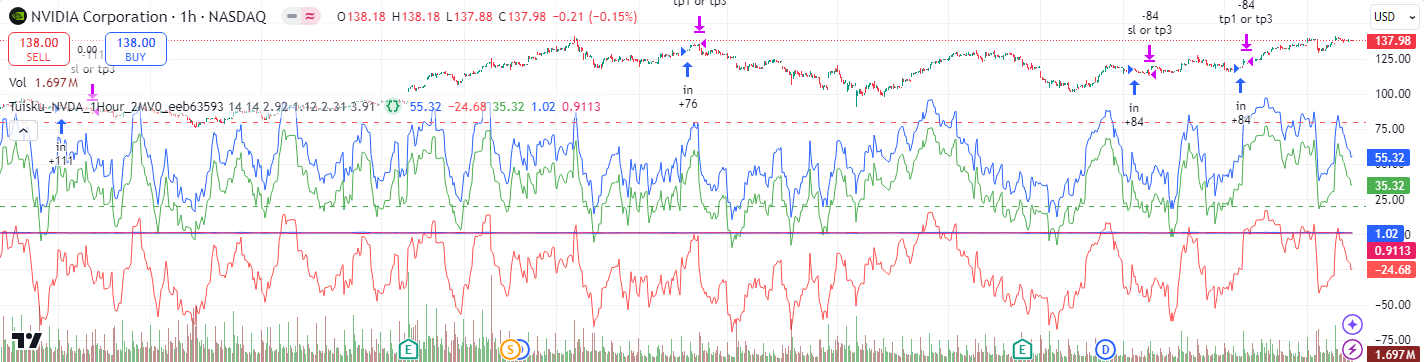 NVIDIA Corporation · 1h · NASDAQ O138.18 H138.18 L137.88 C137.98 −0.21 (−0.15%)
USD
tp1 or tp3
-84
tp1 or tp3
-84
sl or tp3
138.00
SELL
0.00
138.00
BUY
137.98
125.00
sl or tp3
Vol 1.697M
100.00
in
+76
in
+84
in
+84
Tuisku_NVDA_1Hour_2MV0_eeb63593 14 14 2.92 1.12 2.31 3.91 {} 55.32 −24.68 35.32 1.02 0.9113
75.00
in
+111
55.32
35.32
25.00
1.02
0.9113
−24.68
−50.00
−75.00
E
S
E
D
1.697M